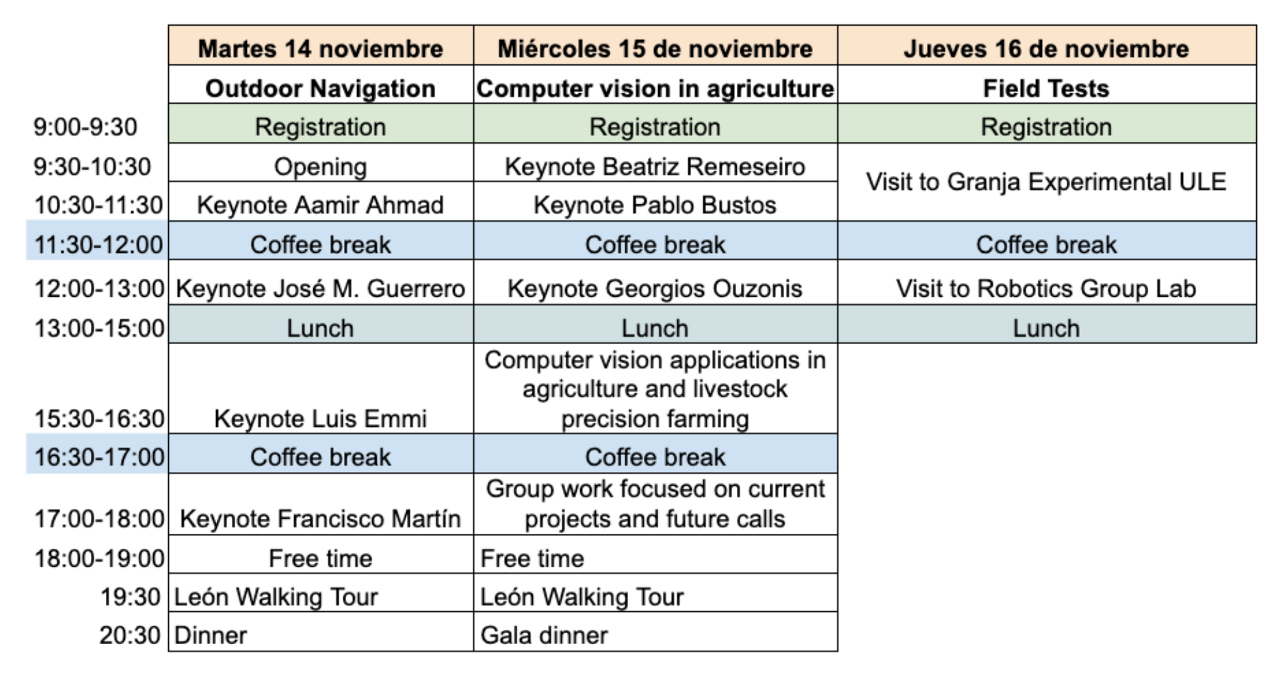 Martes 14 noviembre Miércoles 15 de noviembre Jueves 16 de noviembre
Outdoor Navigation Computer vision in agriculture Field Tests
9:00-9:30 Registration Registration Registration
9:30-10:30 Opening Keynote Beatriz Remeseiro
Visit to Granja Experimental ULE
10:30-11:30 Keynote Aamir Ahmad Keynote Pablo Bustos
11:30-12:00 Coffee break Coffee break Coffee break
12:00-13:00 Keynote José M. Guerrero Keynote Georgios Ouzonis Visit to Robotics Group Lab
13:00-15:00 Lunch Lunch Lunch
Computer vision applications in
agriculture and livestock
15:30-16:30 Keynote Luis Emmi precision farming
16:30-17:00 Coffee break Coffee break
Group work focused on current
17:00-18:00 Keynote Francisco Martín projects and future calls
18:00-19:00 Free time Free time
19:30 León Walking Tour León Walking Tour
20:30 Dinner Gala dinner